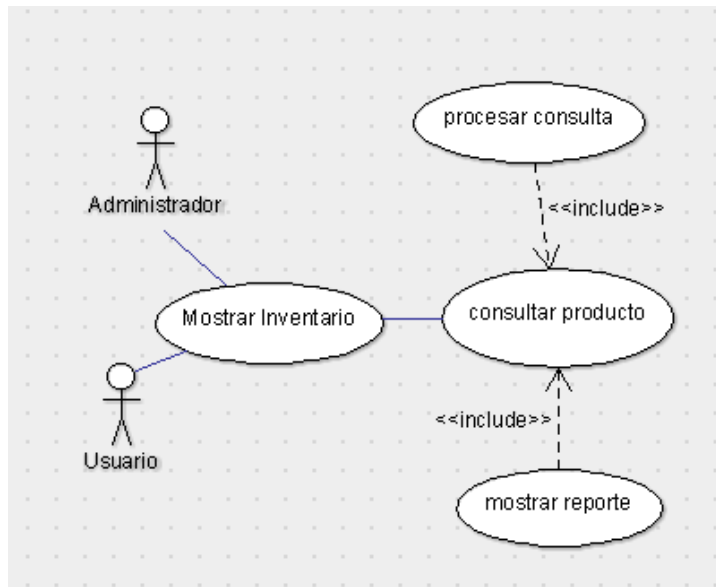 procesar consulta
Administrador
<<include>>
Mostrar Inventario
consultar producto
<<include>>
Usuario
mostrar reporte